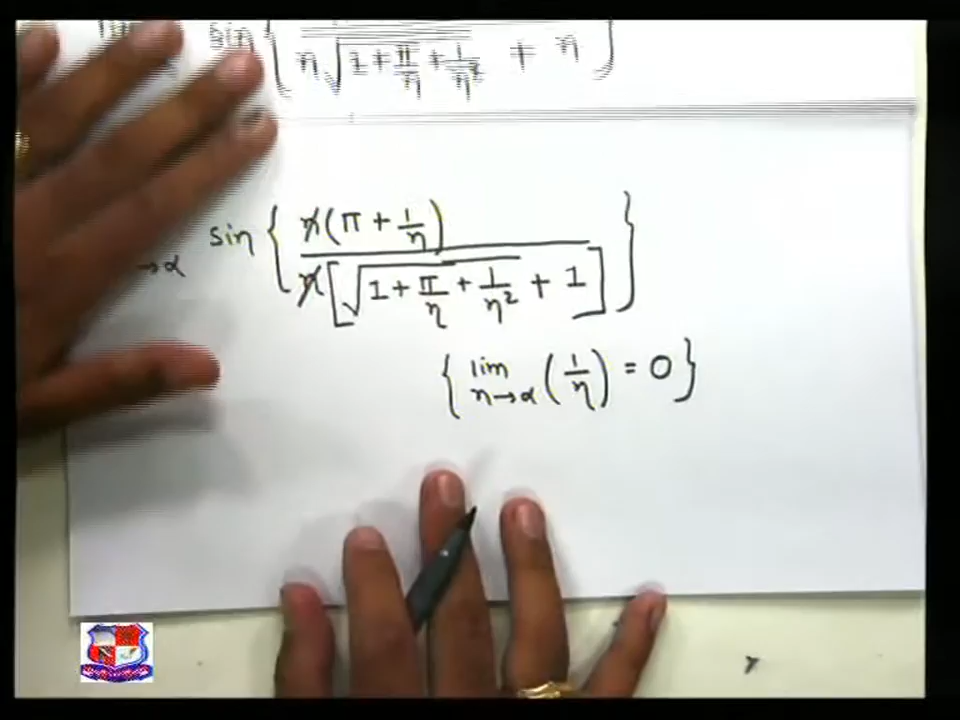 sin { / n√1 + π/n + 1/n² + n }
→ α sin { n(π + 1/n) / n[√1 + π/n + 1/n² + 1] }
{ lim n→α (1/n) = 0 }